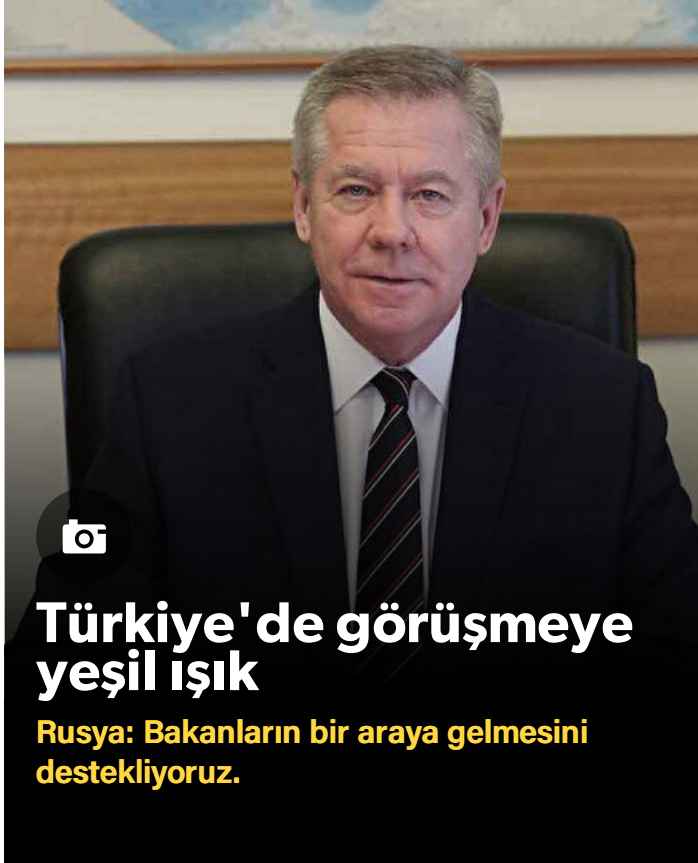 Türkiye'de görüşmeye
yeşil ışık
Rusya: Bakanların bir araya gelmesini
destekliyoruz.